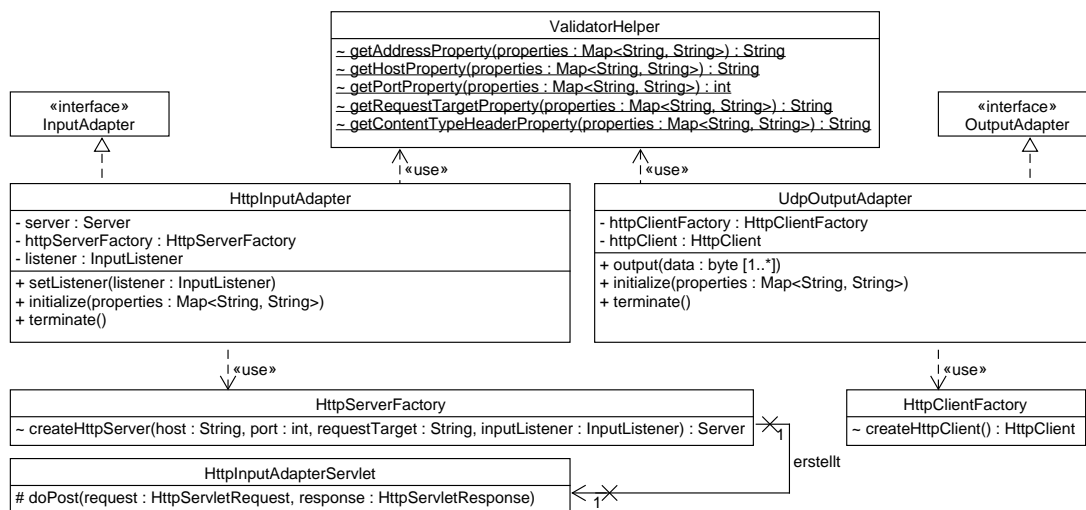 ValidatorHelper
~ getAddressProperty(properties : Map<String, String>) : String
~ getHostProperty(properties : Map<String, String>) : String
~ getPortProperty(properties : Map<String, String>) : int
~ getRequestTargetProperty(properties : Map<String, String>) : String
~ getContentTypeHeaderProperty(properties : Map<String, String>) : String
«interface»
InputAdapter
«interface»
OutputAdapter
«use»
«use»
HttpInputAdapter
- server : Server
- httpServerFactory : HttpServerFactory
- listener : InputListener
+ setListener(listener : InputListener)
+ initialize(properties : Map<String, String>)
+ terminate()
UdpOutputAdapter
- httpClientFactory : HttpClientFactory
- httpClient : HttpClient
+ output(data : byte [1..*])
+ initialize(properties : Map<String, String>)
+ terminate()
«use»
«use»
HttpServerFactory
~ createHttpServer(host : String, port : int, requestTarget : String, inputListener : InputListener) : Server
1
HttpClientFactory
~ createHttpClient() : HttpClient
erstellt
HttpInputAdapterServlet
# doPost(request : HttpServletRequest, response : HttpServletResponse)
1